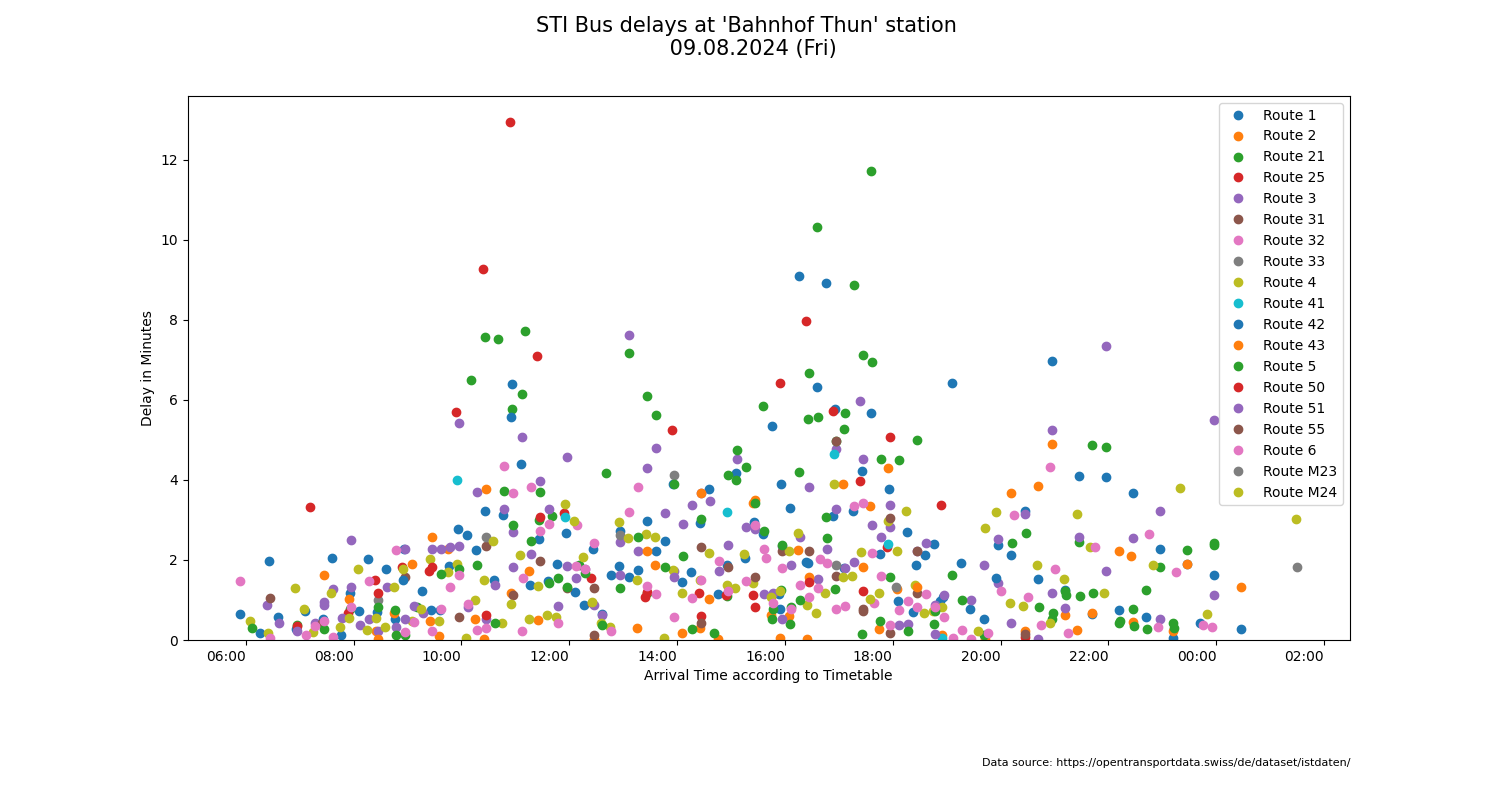 STI Bus delays at 'Bahnhof Thun' station
09.08.2024 (Fri)
Route 1
Route 2
Route 21
Route 25
Route 3
Route 31
Route 32
Route 33
Route 4
Route 41
Route 42
Route 43
Route 5
Route 50
Route 51
Route 55
Route 6
Route M23
Route M24
12
10
8
6
4
2
0
Delay in Minutes
06:00 08:00 10:00 12:00 14:00 16:00 18:00 20:00 22:00 00:00 02:00
Arrival Time according to Timetable
Data source: https://opentransportdata.swiss/de/dataset/istdaten/